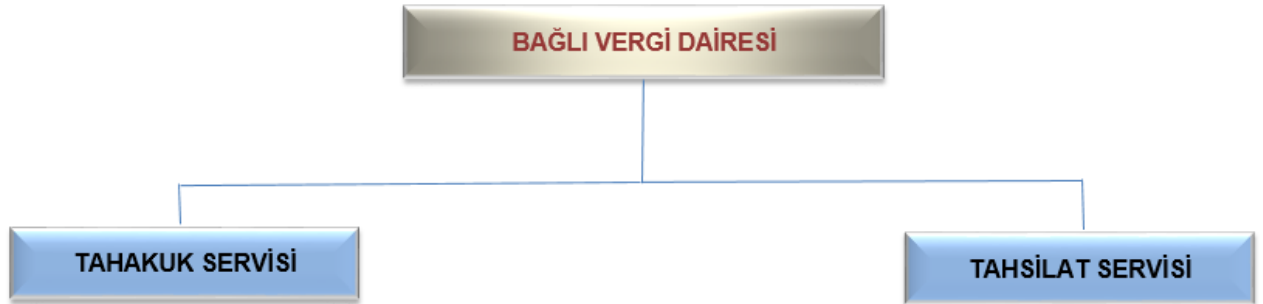 BAĞLI VERGİ DAİRESİ
TAHAKUK SERVİSİ
TAHSİLAT SERVİSİ